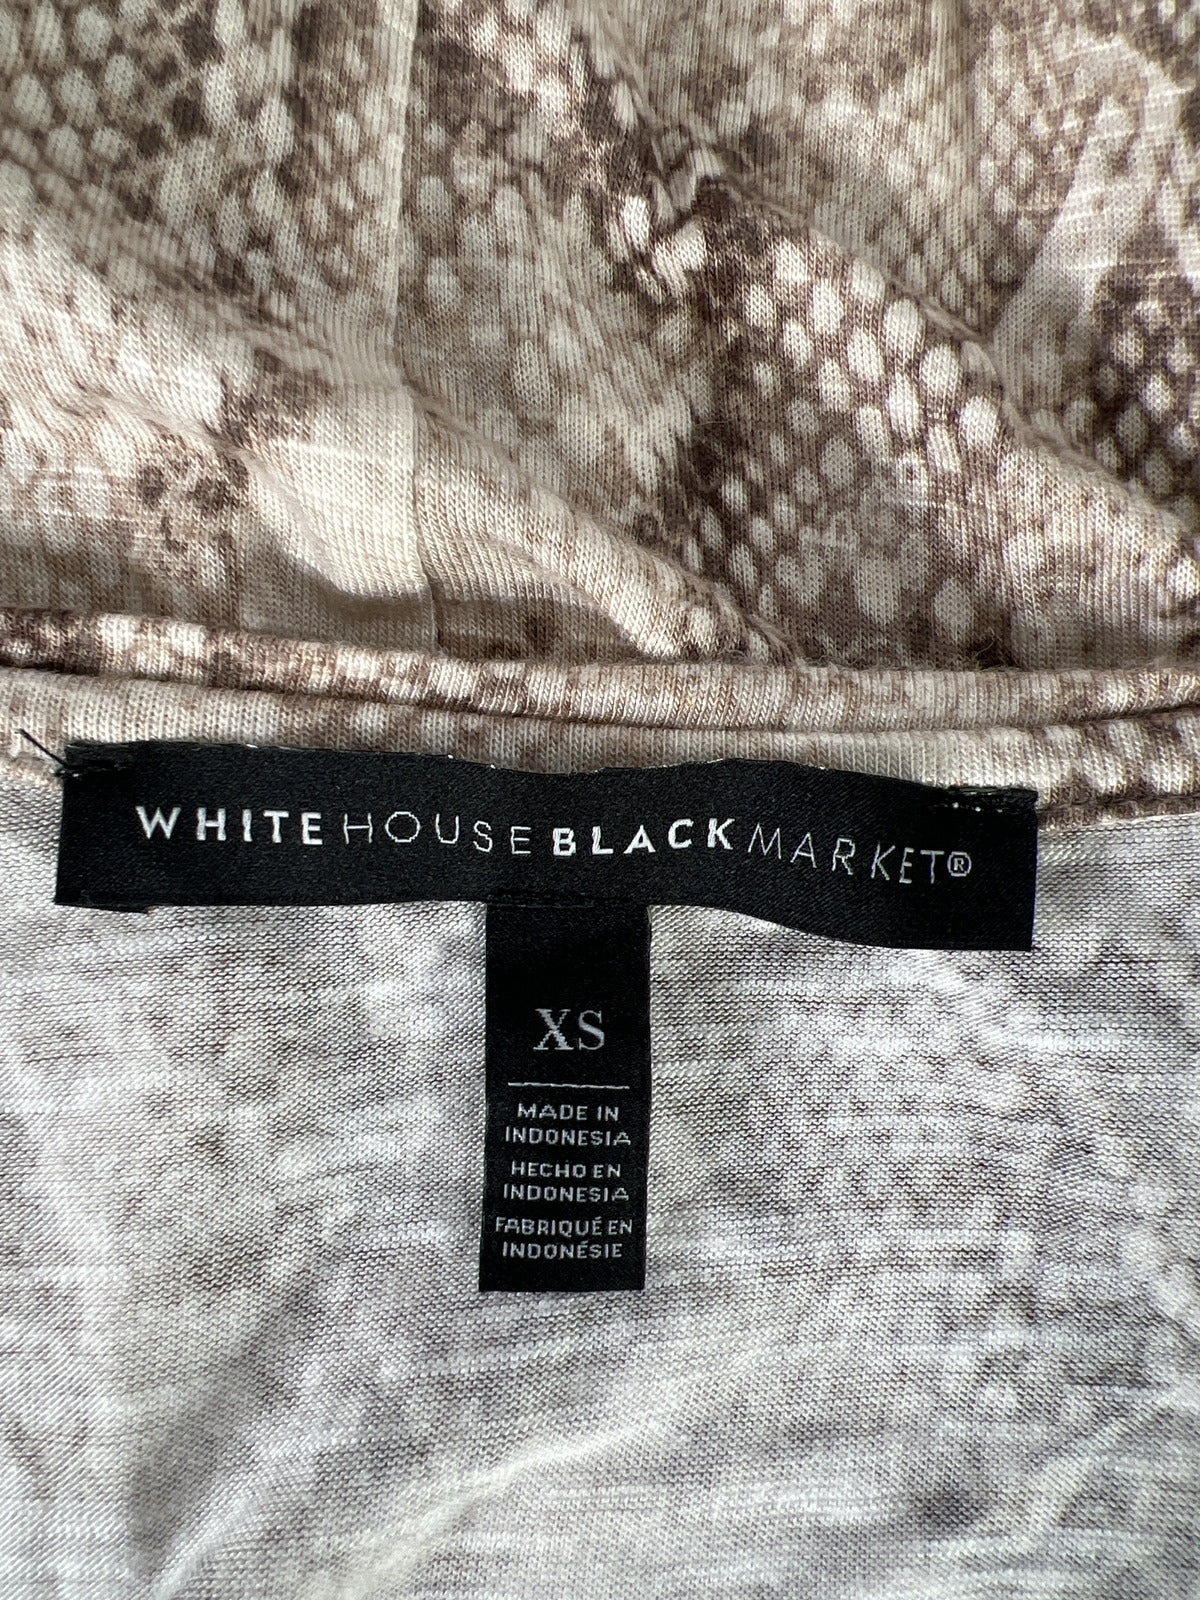 WHITEHOUSEBLACKMARKET®
XS
MADE IN
INDONESIA
HECHO EN
INDONESIA
FABRIQUÉ EN
INDONÉSIE